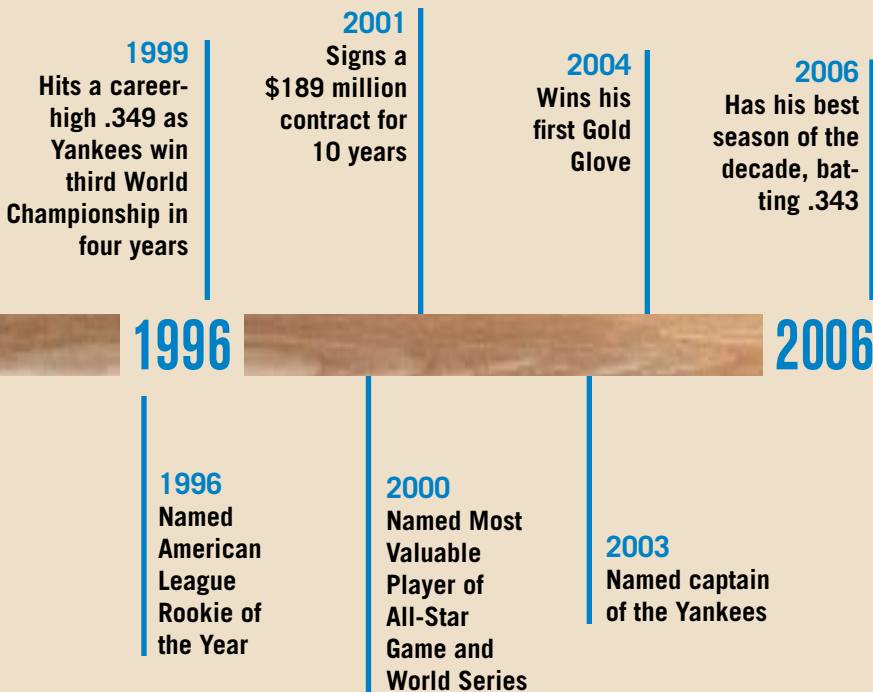 1999
Hits a career-
high .349 as
Yankees win
third World
Championship in
four years
2001
Signs a
$189 million
contract for
10 years
2004
Wins his
first Gold
Glove
2006
Has his best
season of the
decade, bat-
ting .343
1996
2006
1996
Named
American
League
Rookie of
the Year
2000
Named Most
Valuable
Player of
All-Star
Game and
World Series
2003
Named captain
of the Yankees